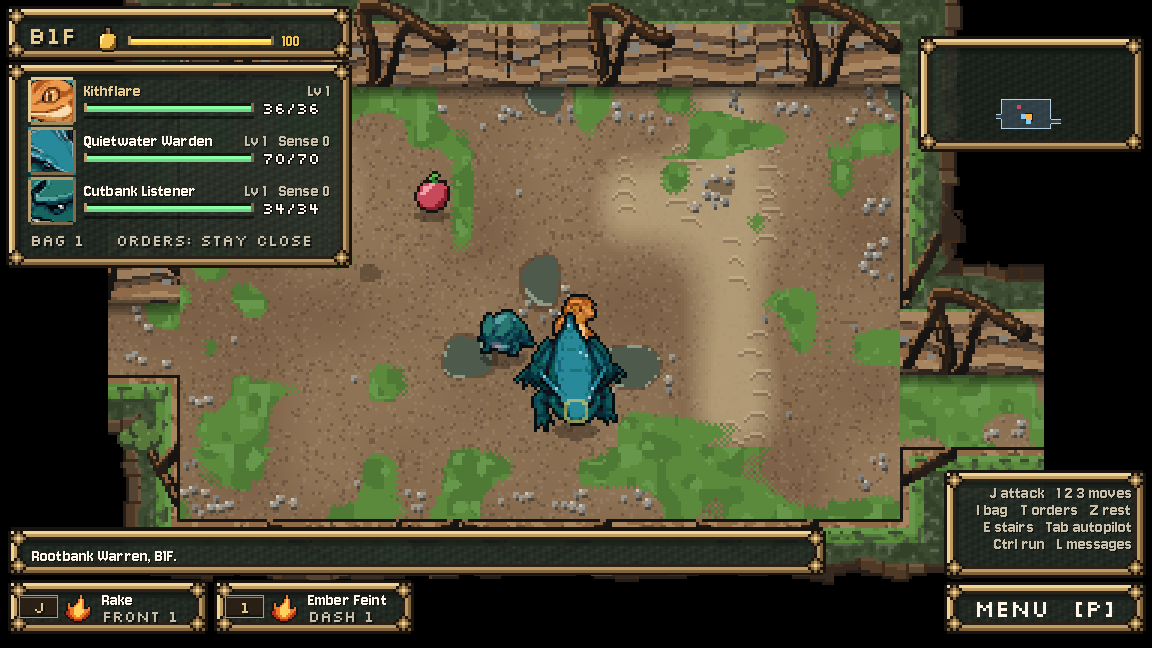 B1F 100
Kithflare Lv 1
36/36
Quietwater Warden Lv 1 Sense 0
70/70
Cutbank Listener Lv 1 Sense 0
34/34
BAG 1 ORDERS: STAY CLOSE
J attack 1 2 3 moves
I bag T orders Z rest
E stairs Tab autopilot
Ctrl run L messages
Rootbank Warren, B1F.
J Rake
FRONT 1
1 Ember Feint
DASH 1
MENU [P]